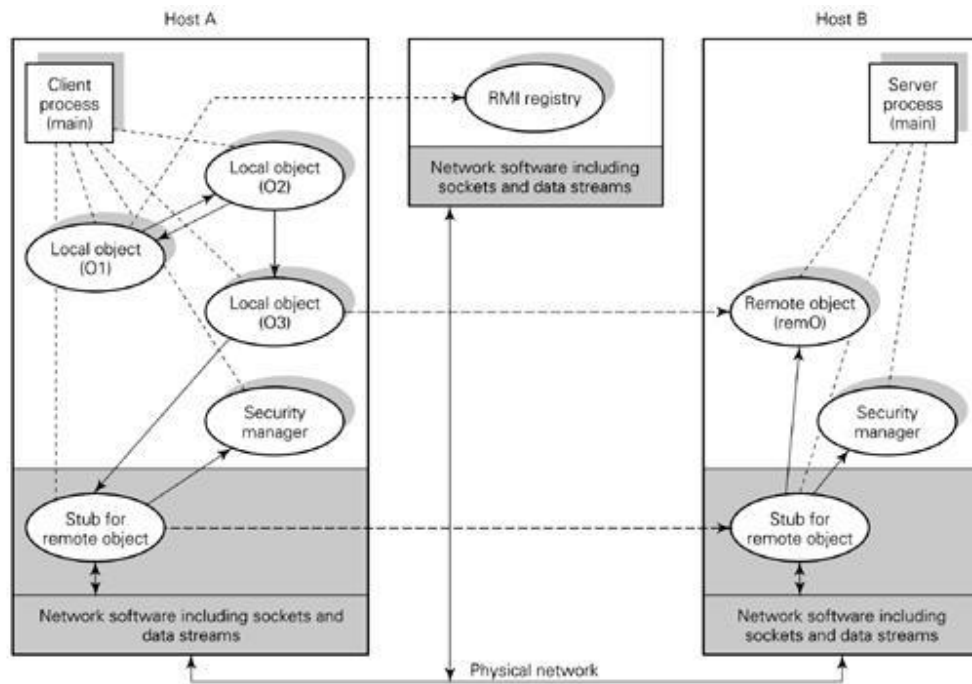 Host A
Host B
Client
process
(main)
RMI registry
Server
process
(main)
Local object
(O2)
Network software including
sockets and data streams
Local object
(O1)
Local object
(O3)
Remote object
(remO)
Security
manager
Security
manager
Stub for
remote object
Stub for
remote object
Network software including sockets and
data streams
Network software including
sockets and data streams
Physical network